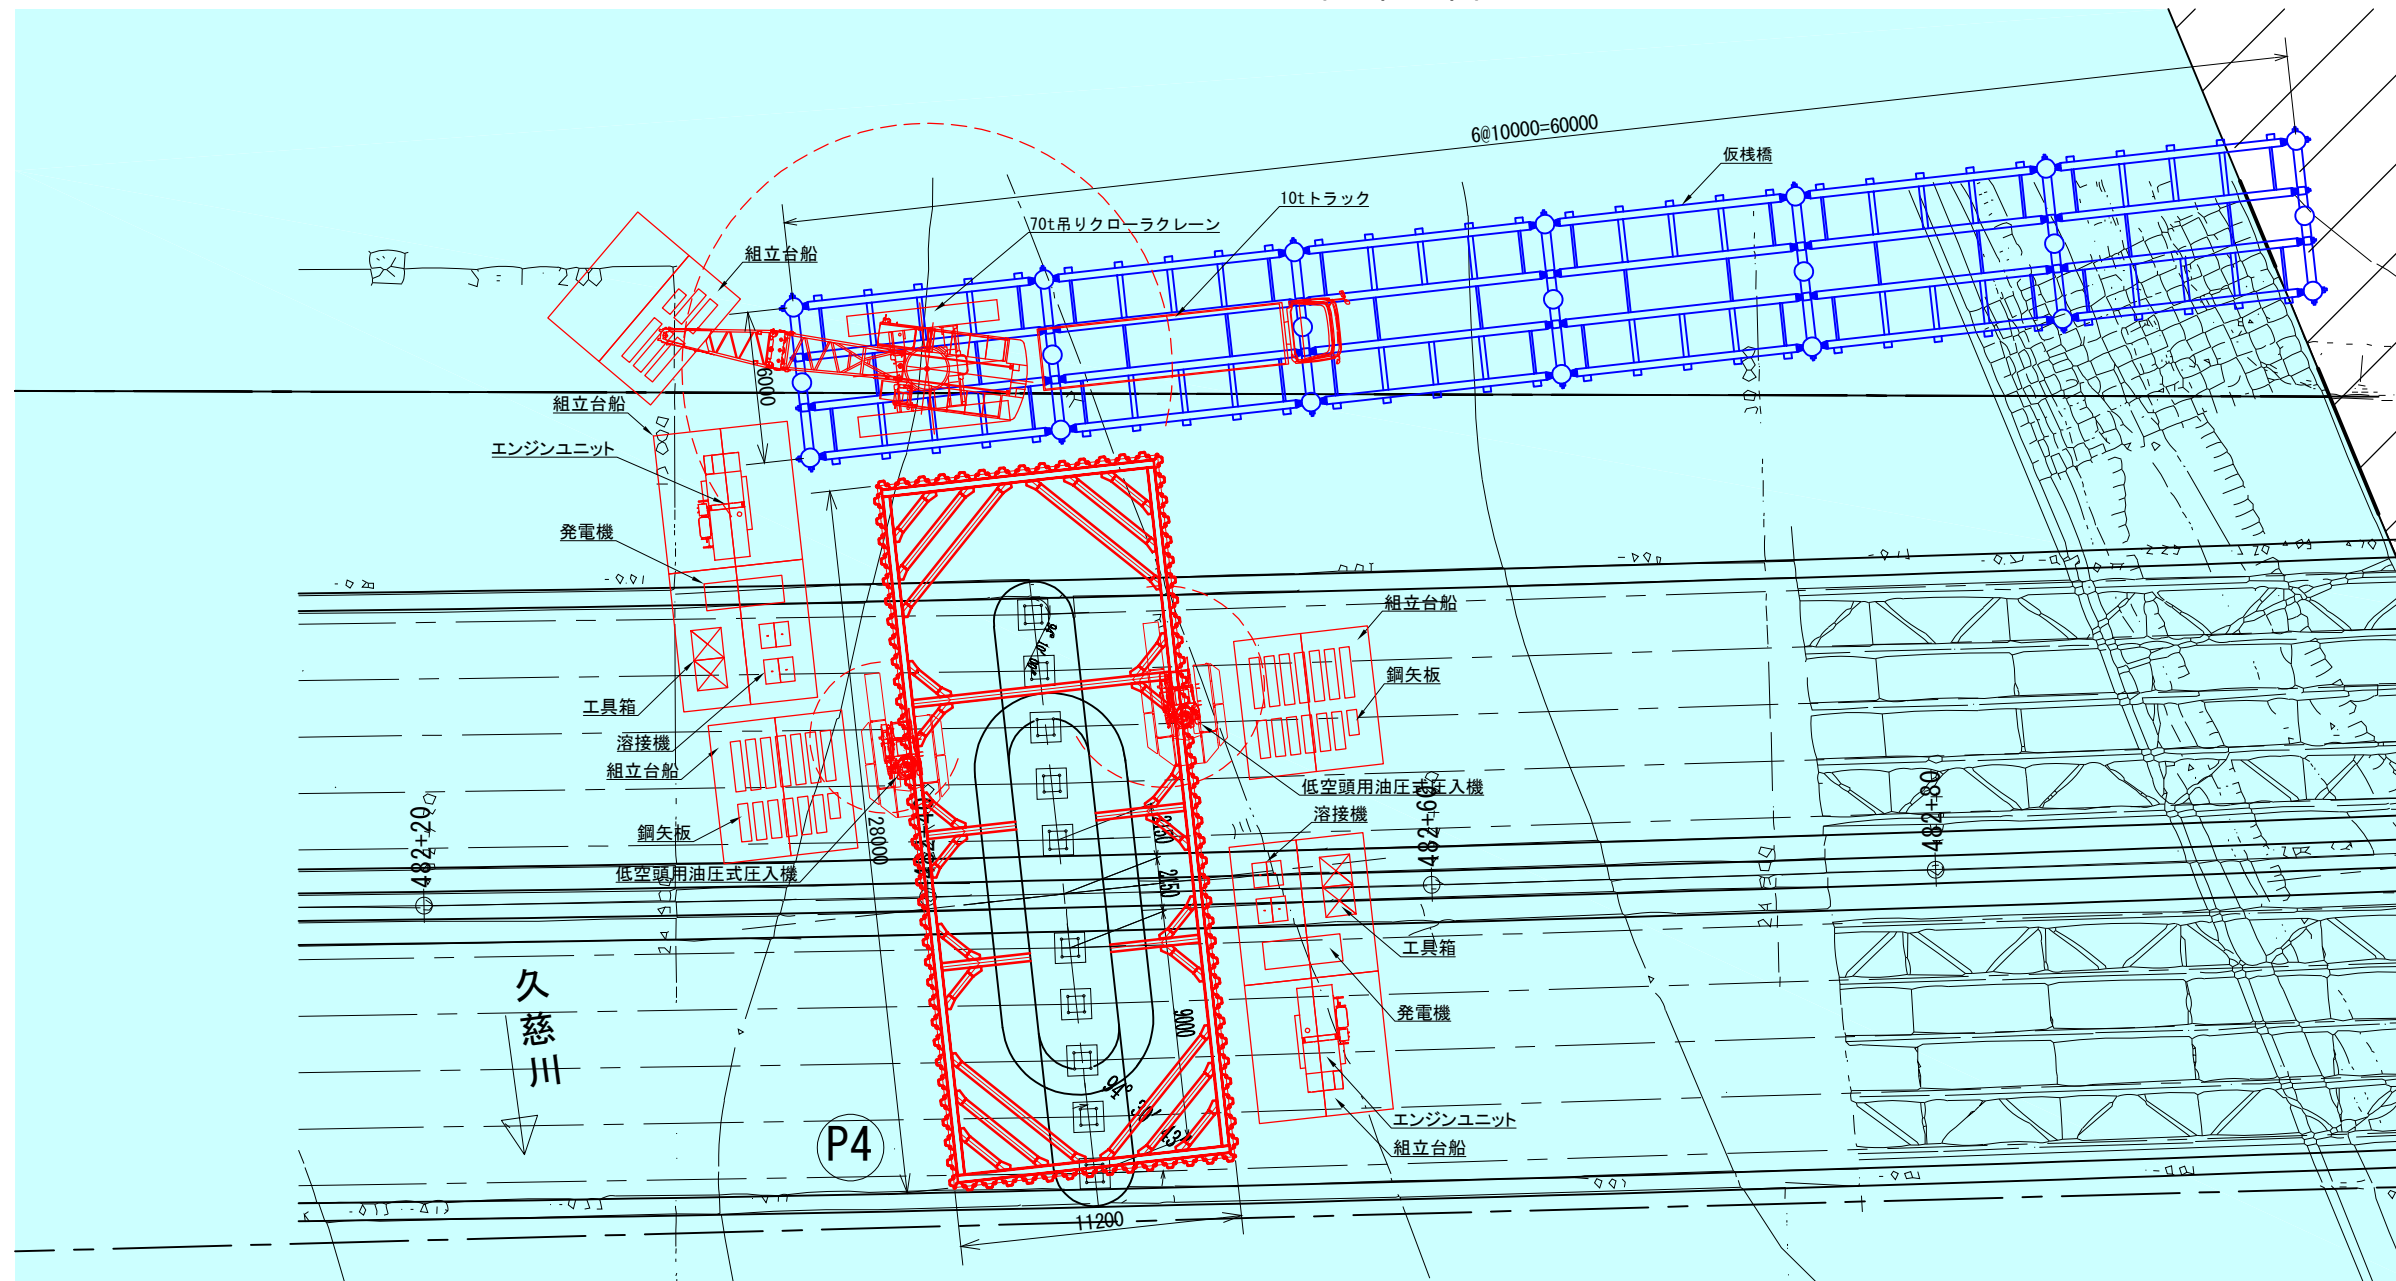 6@10000=60000
仮桟橋
10tトラック
70t吊りクローラクレーン
組立台船
6000
組立台船
エンジンユニット
発電機
組立台船
鋼矢板
工具箱
溶接機
組立台船
低空頭用油圧式圧入機
溶接機
鋼矢板
低空頭用油圧式圧入機
28000
2150
2150
9000
482+20
482+60
482+80
工具箱
発電機
久慈川
エンジンユニット
組立台船
P4
94°30′43″
11200